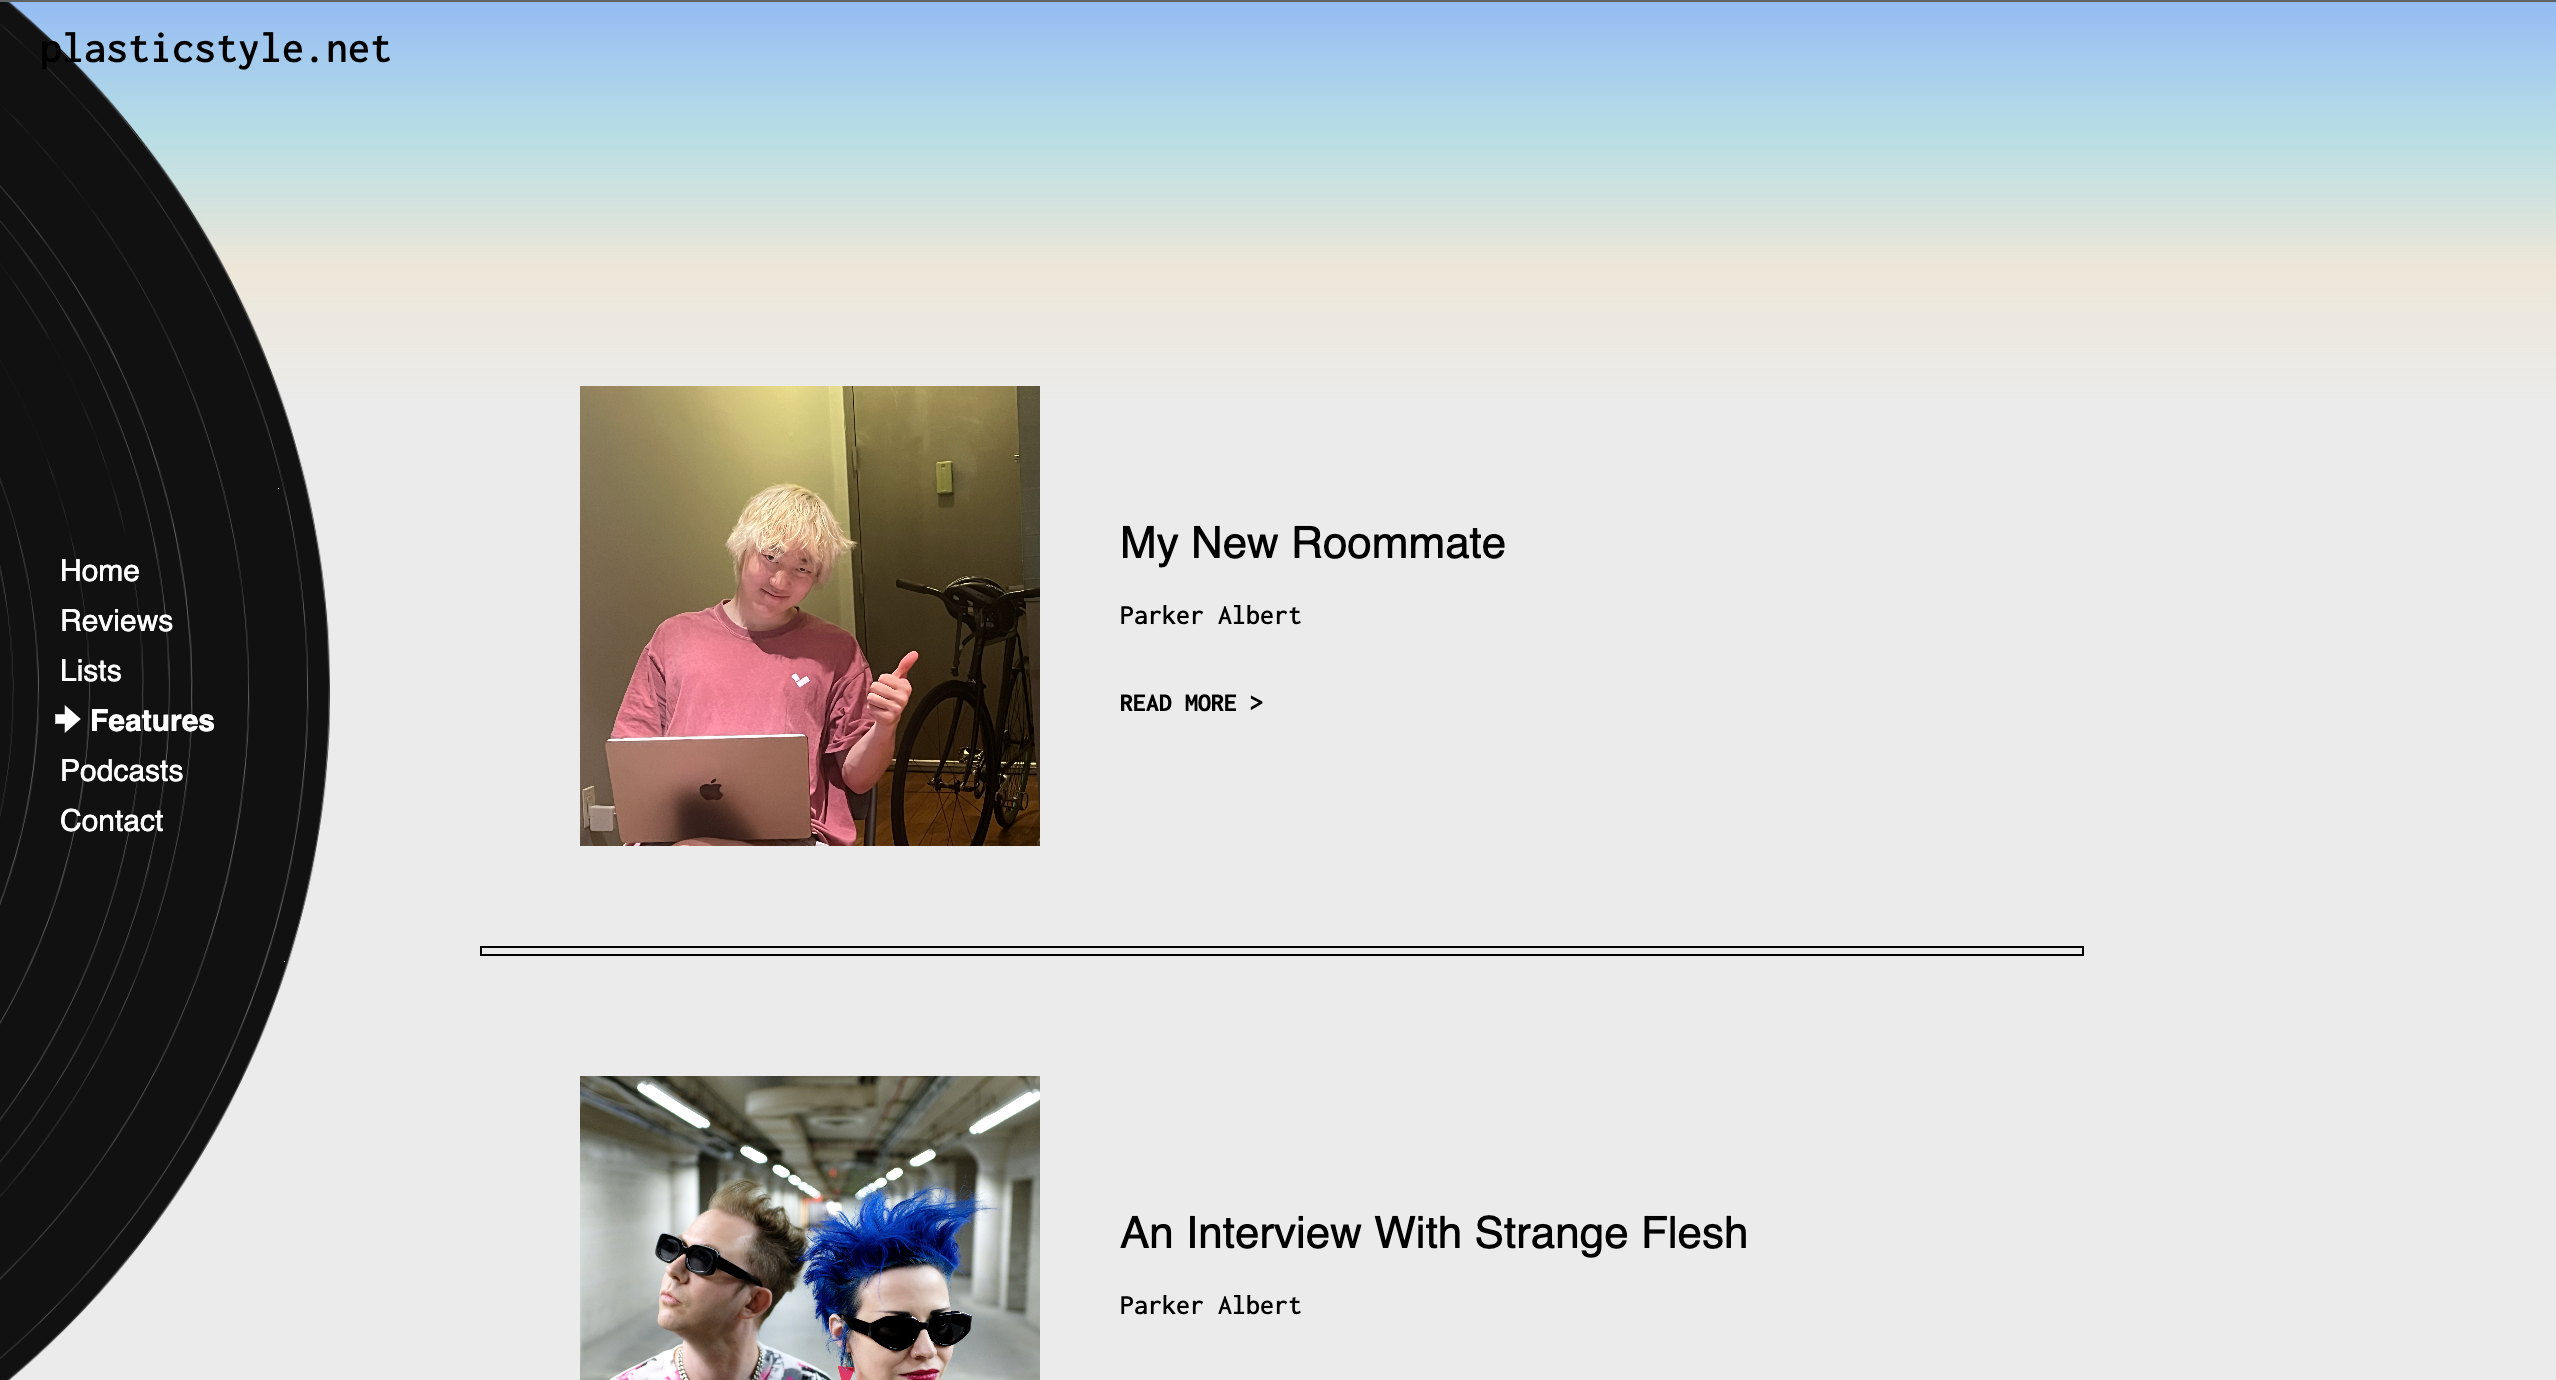 plasticstyle.net
Home
Reviews
Lists
Features
Podcasts
Contact
My New Roommate
Parker Albert
READ MORE >
An Interview With Strange Flesh
Parker Albert